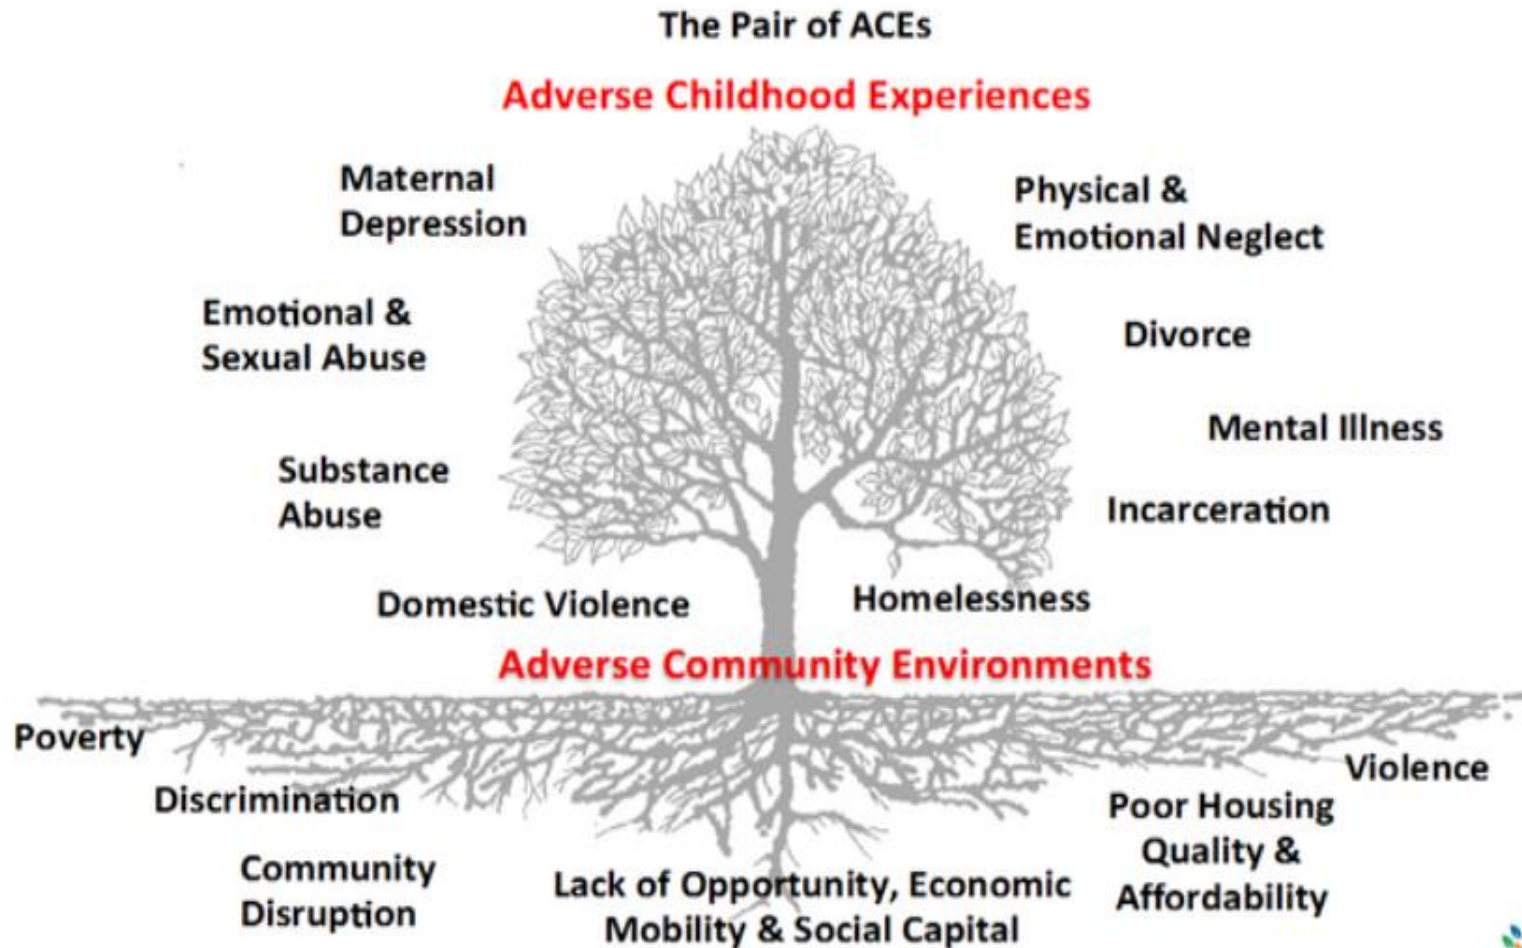 The Pair of ACEs
Adverse Childhood Experiences
Maternal
Depression
Physical &
Emotional Neglect
Emotional &
Sexual Abuse
Divorce
Mental Illness
Substance
Abuse
Incarceration
Domestic Violence
Homelessness
Adverse Community Environments
Poverty
Violence
Discrimination
Poor Housing
Quality &
Affordability
Community
Disruption
Lack of Opportunity, Economic
Mobility & Social Capital